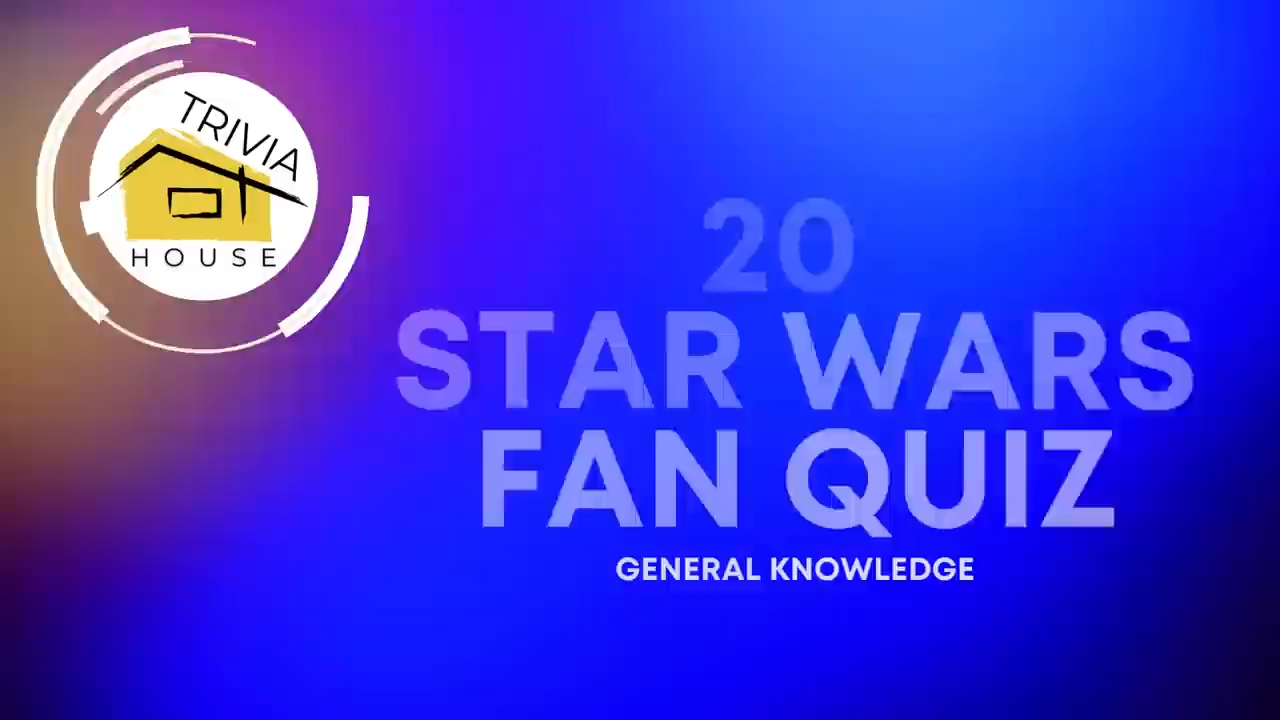 TRIVIA
HOUSE
20
STAR WARS
FAN QUIZ
GENERAL KNOWLEDGE